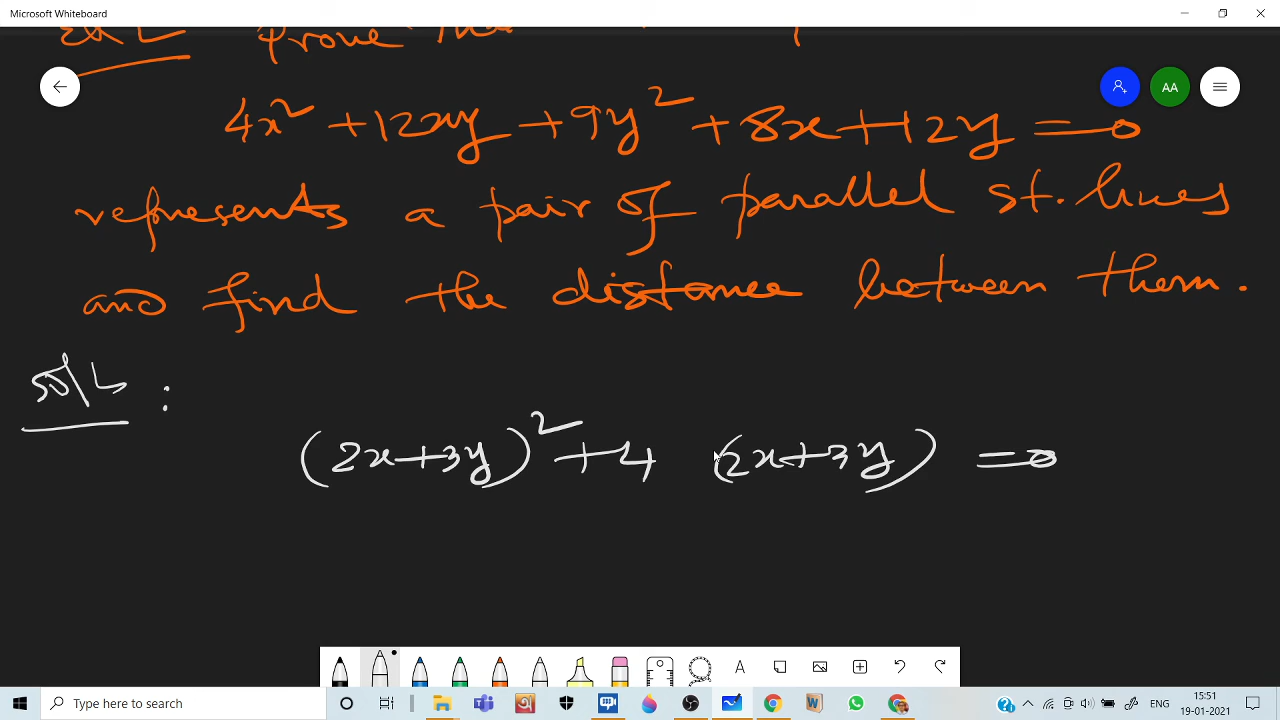 Microsoft Whiteboard
Prove
4x² + 12xy + 9y² + 8x + 12y = 0
AA
represents a pair of parallel st. lines
and find the distance between them.
Sol :
(2x+3y)² + 4 (2x+3y) = 0
A
Type here to search
ENG
15:51
19-01-2021